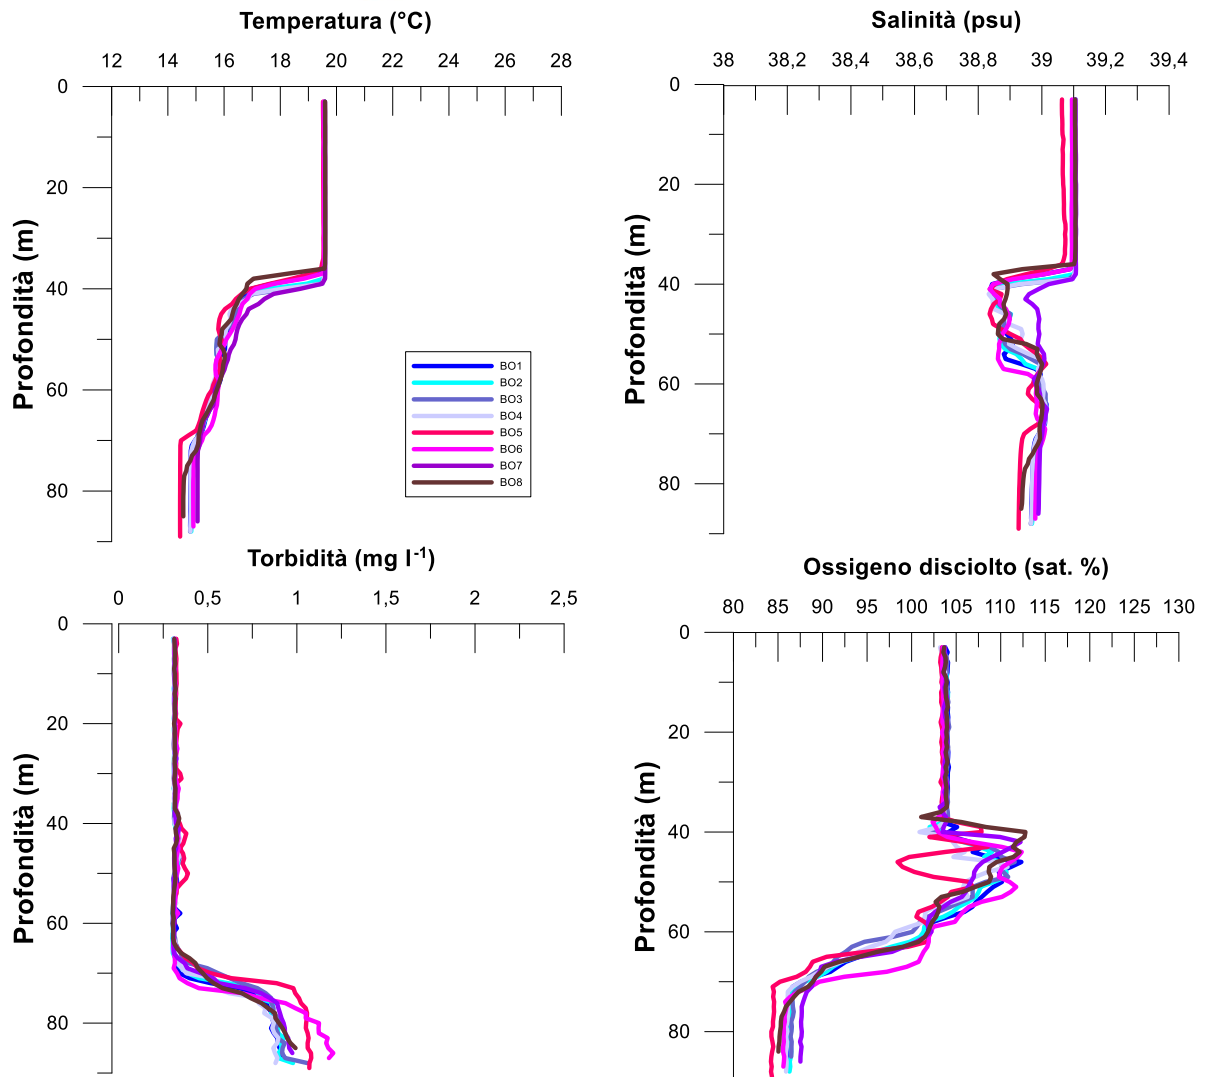 Temperatura (°C)
12 14 16 18 20 22 24 26 28
0
20
40
60
80
Profondità (m)
BO1
BO2
BO3
BO4
BO5
BO6
BO7
BO8
Salinità (psu)
38 38,2 38,4 38,6 38,8 39 39,2 39,4
0
20
40
60
80
Profondità (m)
Torbidità (mg l-1)
0 0,5 1 1,5 2 2,5
0
20
40
60
80
Profondità (m)
Ossigeno disciolto (sat. %)
80 85 90 95 100 105 110 115 120 125 130
0
20
40
60
80
Profondità (m)